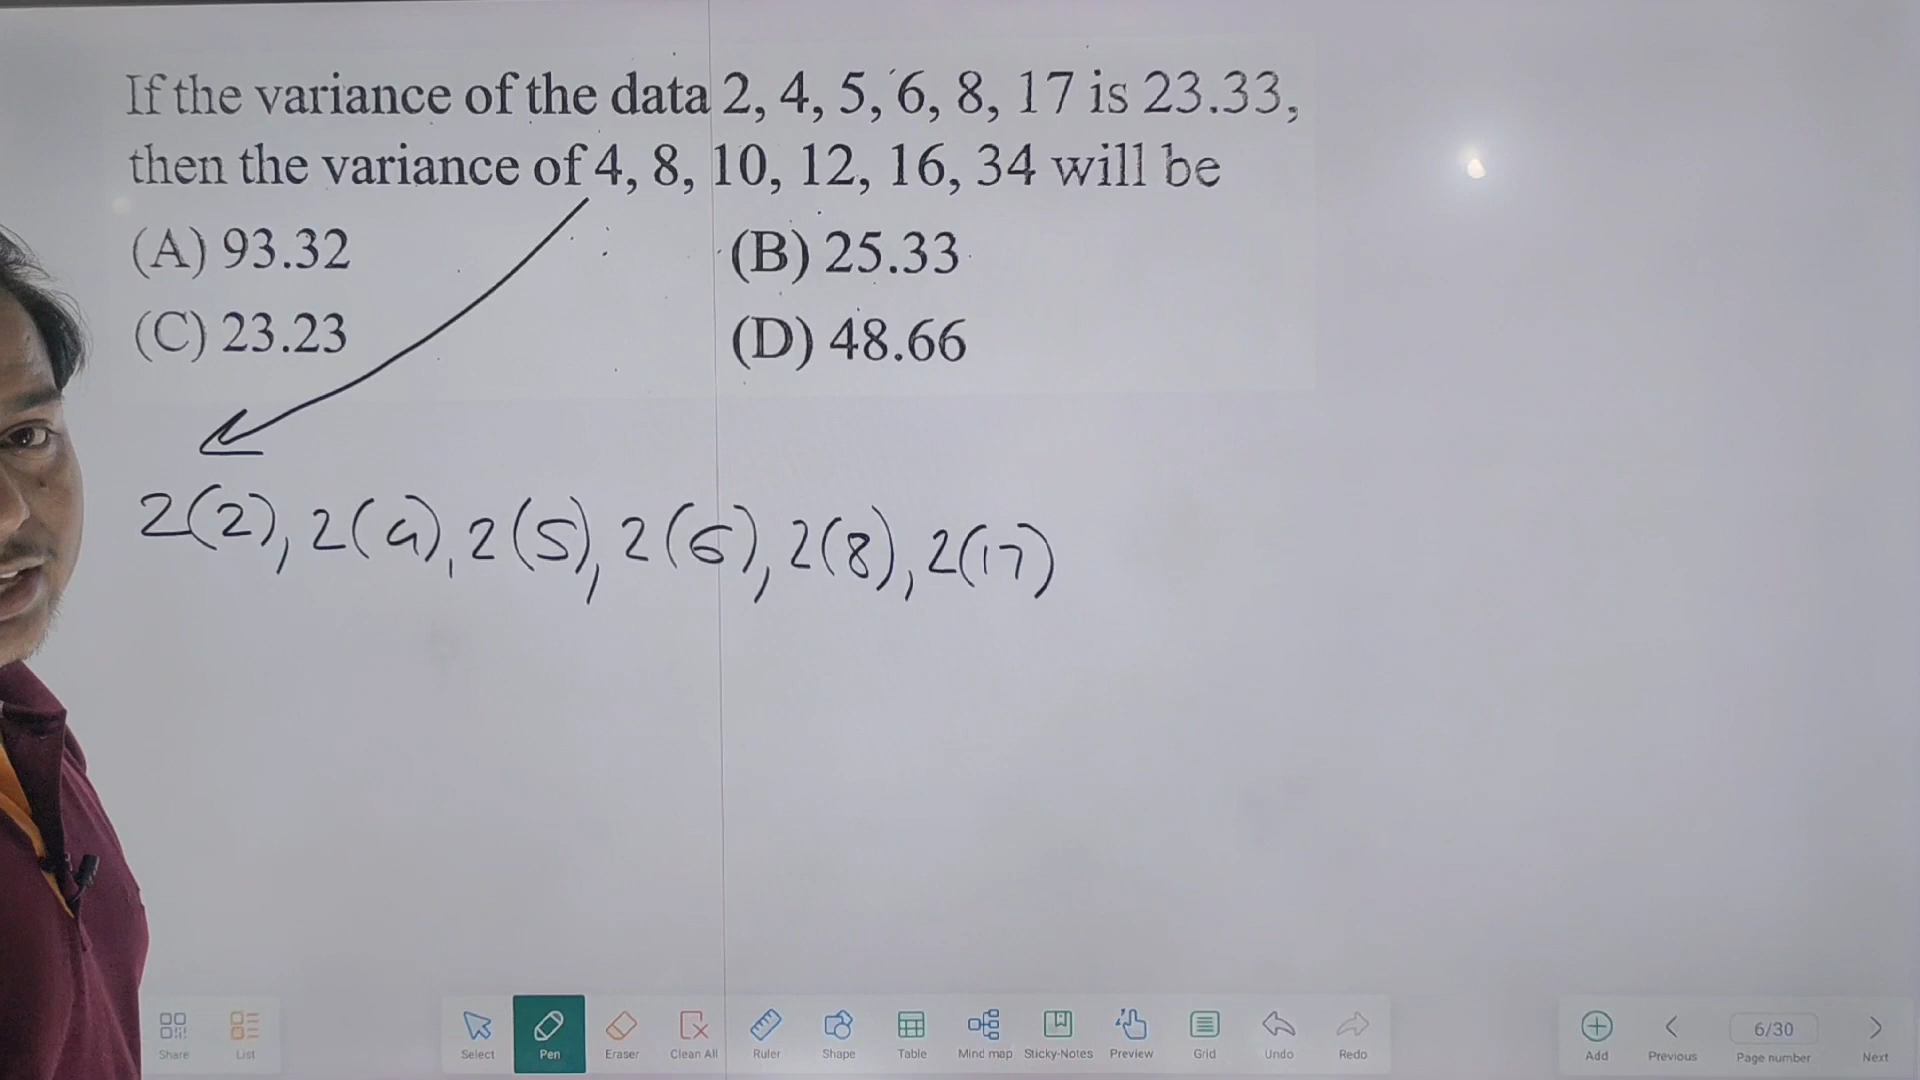 If the variance of the data 2, 4, 5, 6, 8, 17 is 23.33,
then the variance of 4, 8, 10, 12, 16, 34 will be
(A) 93.32 (B) 25.33
(C) 23.23 (D) 48.66
2(2), 2(4), 2(5), 2(6), 2(8), 2(17)
Share List Select Pen Eraser Clean All Ruler Shape Table Mind map Sticky-Notes Preview Grid Undo Redo Add Previous 6/30 Page number Next